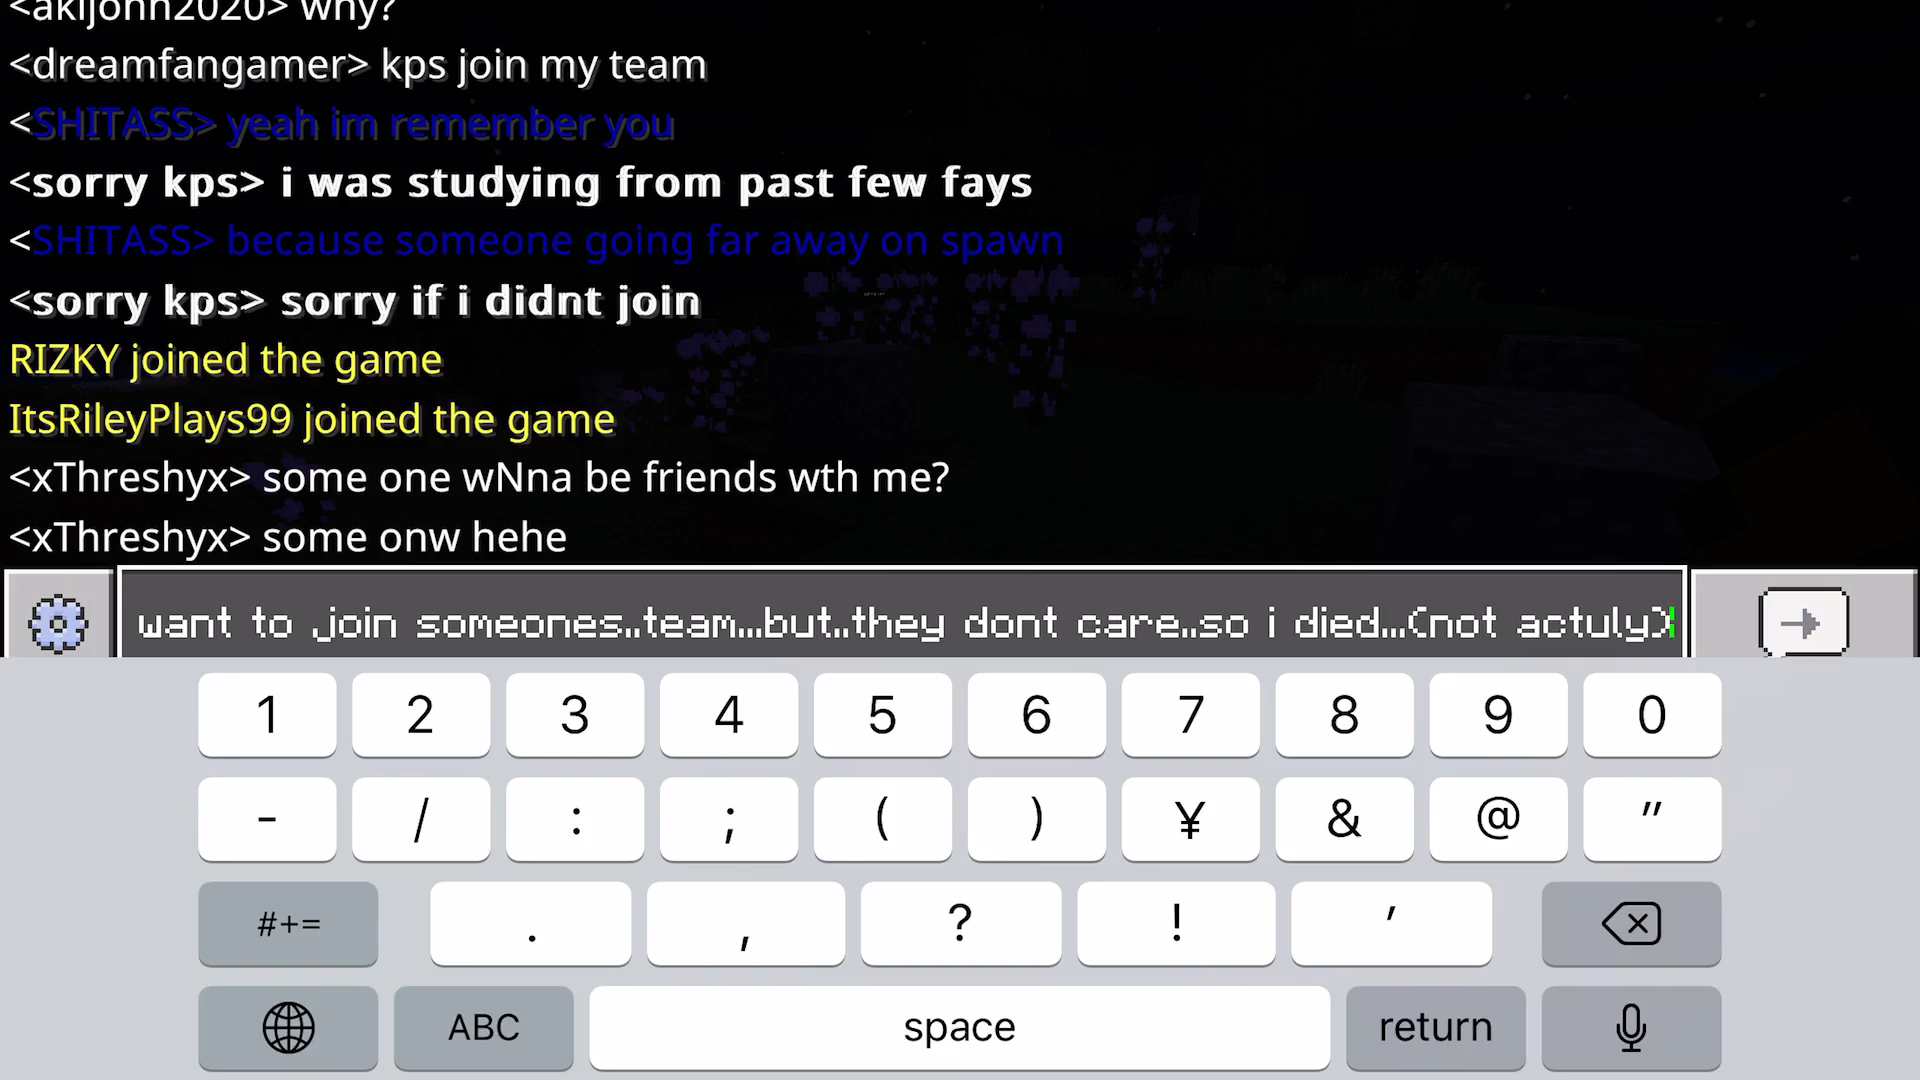 <akijohn2020> why?
<dreamfangamer> kps join my team
<SHITASS> yeah im remember you
<sorry kps> i was studying from past few fays
<SHITASS> because someone going far away on spawn
<sorry kps> sorry if i didnt join
RIZKY joined the game
ItsRileyPlays99 joined the game
<xThreshyx> some one wNna be friends wth me?
<xThreshyx> some onw hehe
want to join someones..team...but..they dont care..so i died...(not actuly)
1 2 3 4 5 6 7 8 9 0
- / : ; ( ) ¥ & @ "
#+= . , ? ! '
ABC space return